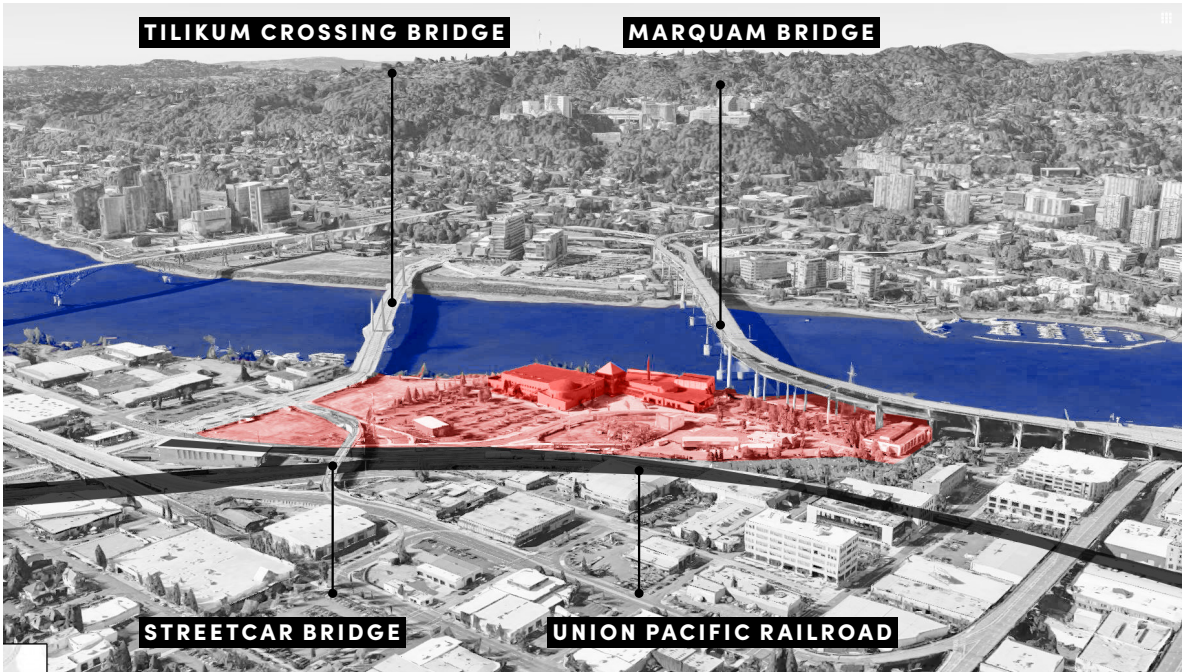 TILIKUM CROSSING BRIDGE
MARQUAM BRIDGE
STREETCAR BRIDGE
UNION PACIFIC RAILROAD